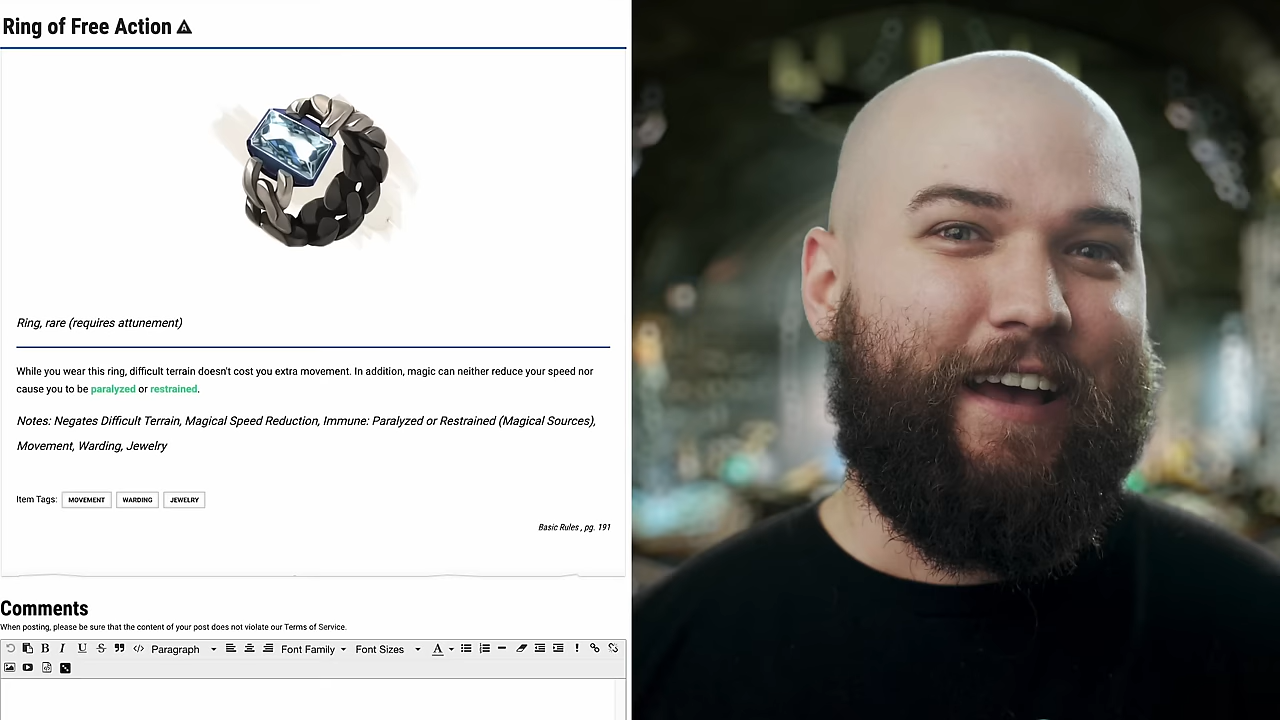 Ring of Free Action
Ring, rare (requires attunement)
While you wear this ring, difficult terrain doesn't cost you extra movement. In addition, magic can neither reduce your speed nor
cause you to be paralyzed or restrained.
Notes: Negates Difficult Terrain, Magical Speed Reduction, Immune: Paralyzed or Restrained (Magical Sources),
Movement, Warding, Jewelry
Item Tags: MOVEMENT WARDING JEWELRY
Basic Rules , pg. 191
Comments
When posting, please be sure that the content of your post does not violate our Terms of Service.
B I U S Paragraph Font Family Font Sizes A